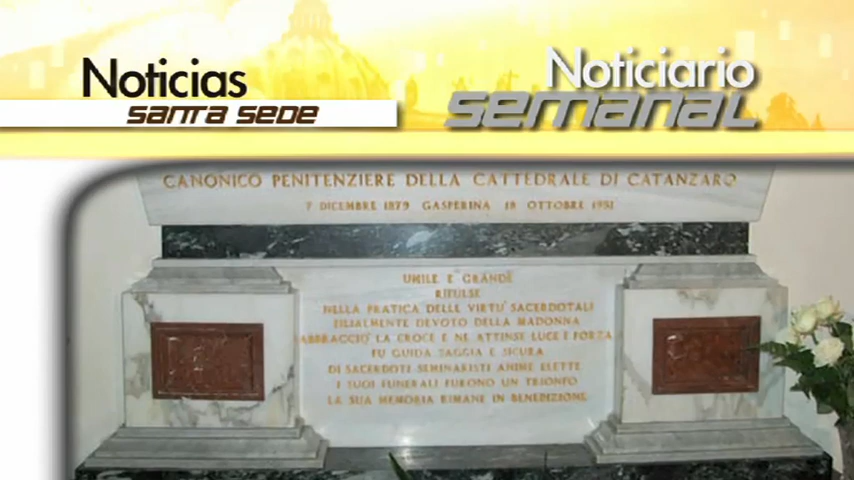 Noticias
santa sede
Noticiario
semanal
CANONICO PENITENZIERE DELLA CATTEDRALE DI CATANZARO
7 DICEMBRE 1879 GASPERINA 18 OTTOBRE 1951
UMILE E GRANDE
RIFULSE
NELLA PRATICA DELLE VIRTU' SACERDOTALI
FILIALMENTE DEVOTO DELLA MADONNA
ABBRACCIÒ LA CROCE E NE ATTINSE LUCE E FORZA
FU GUIDA SAGGIA E SICURA
DI SACERDOTI SEMINARISTI ANIME ELETTE
I SUOI FUNERALI FURONO UN TRIONFO
LA SUA MEMORIA RIMANE IN BENEDIZIONE